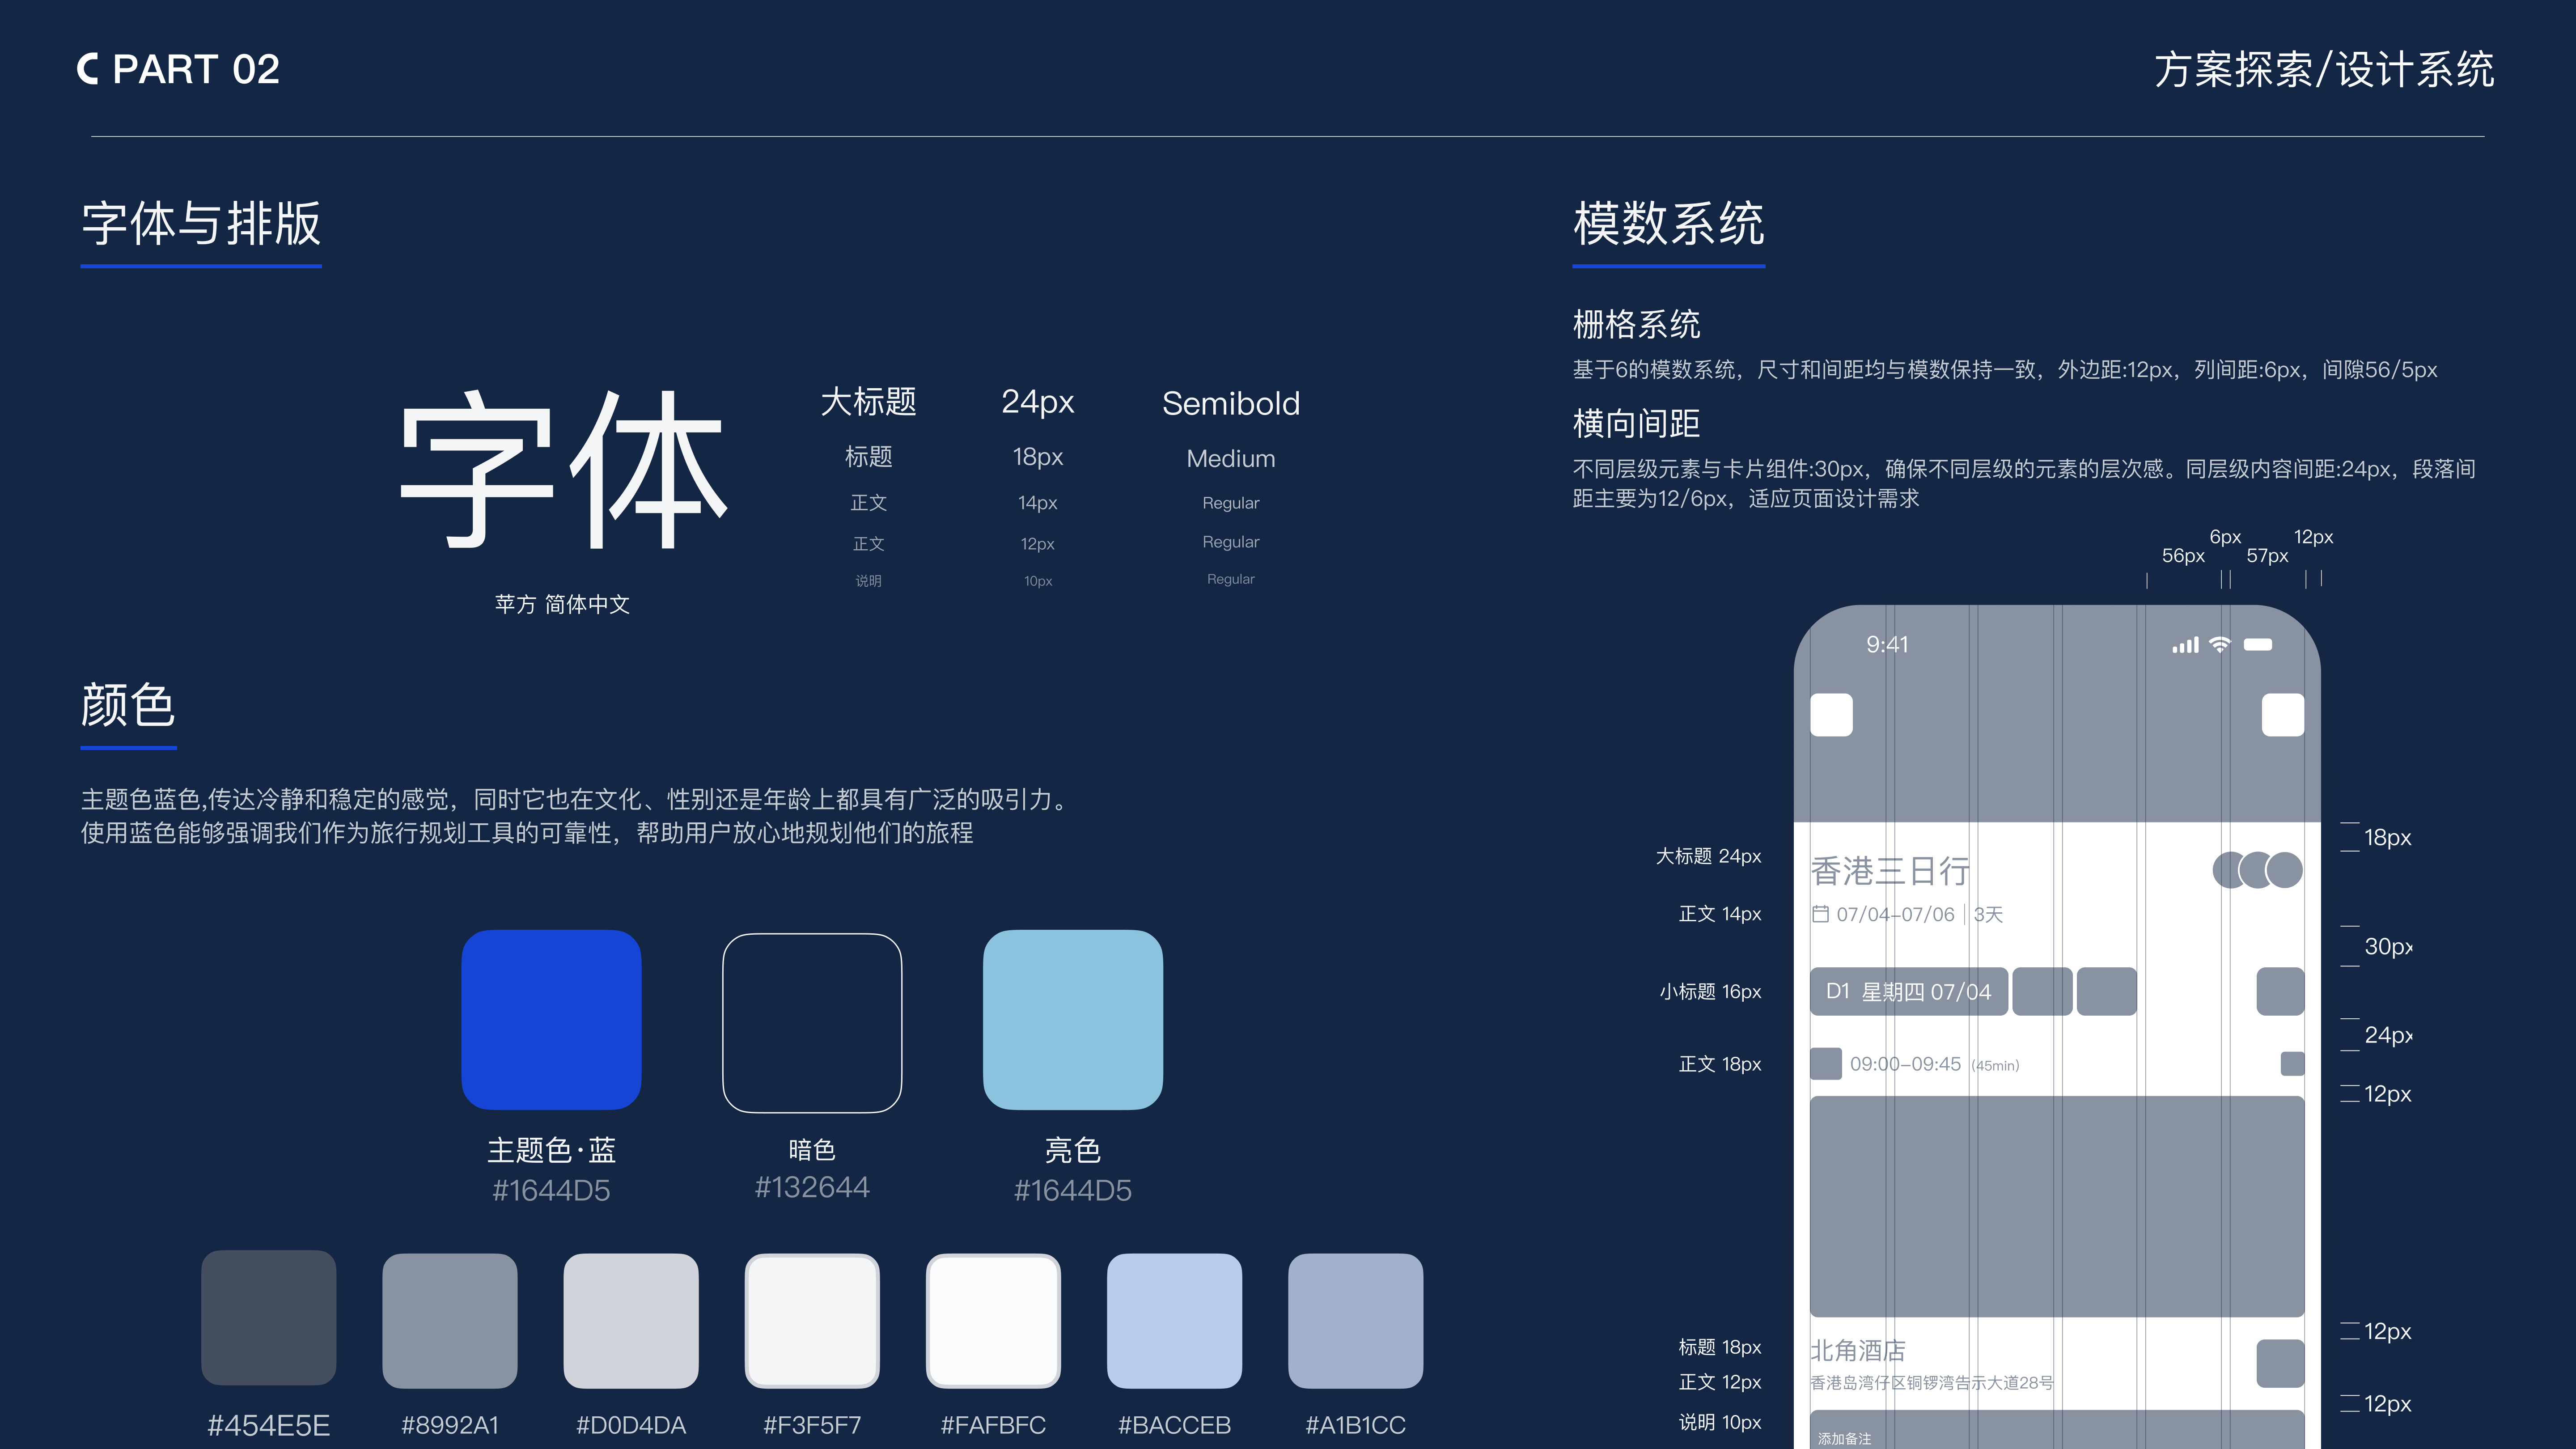 PART 02
方案探索/设计系统
字体与排版
字体
苹方 简体中文
大标题 24px Semibold
标题 18px Medium
正文 14px Regular
正文 12px Regular
说明 10px Regular
颜色
主题色蓝色,传达冷静和稳定的感觉，同时它也在文化、性别还是年龄上都具有广泛的吸引力。
使用蓝色能够强调我们作为旅行规划工具的可靠性，帮助用户放心地规划他们的旅程
主题色·蓝
#1644D5
暗色
#132644
亮色
#1644D5
#454E5E
#8992A1
#D0D4DA
#F3F5F7
#FAFBFC
#BACCEB
#A1B1CC
模数系统
栅格系统
基于6的模数系统，尺寸和间距均与模数保持一致，外边距:12px，列间距:6px，间隙56/5px
横向间距
不同层级元素与卡片组件:30px，确保不同层级的元素的层次感。同层级内容间距:24px，段落间
距主要为12/6px，适应页面设计需求
6px 12px
56px 57px
9:41
18px
大标题 24px
香港三日行
正文 14px
07/04-07/06 3天
30px
小标题 16px
D1 星期四 07/04
24px
正文 18px
09:00-09:45 (45min)
12px
12px
标题 18px
北角酒店
正文 12px
香港岛湾仔区铜锣湾告示大道28号
12px
说明 10px
添加备注